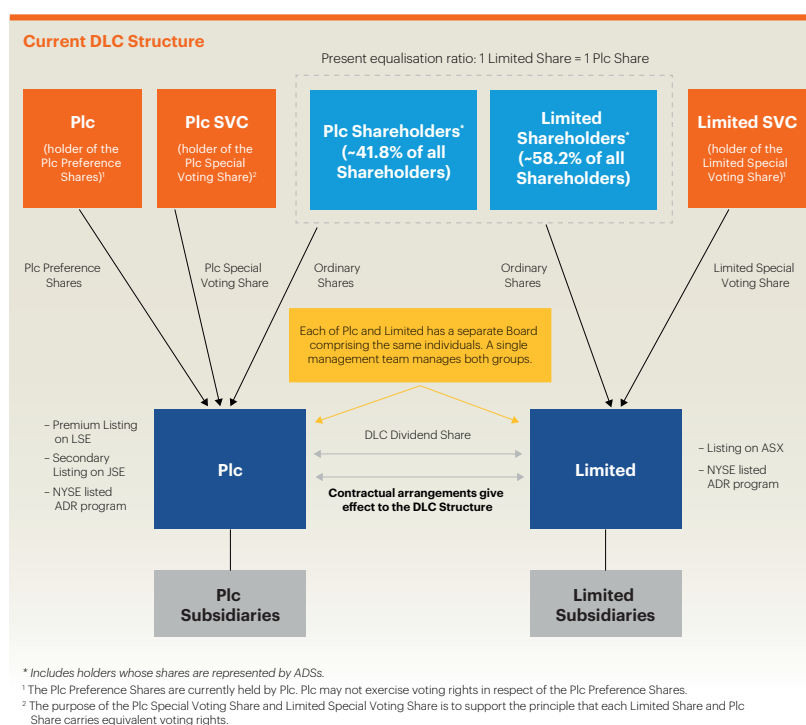 Current DLC Structure
Present equalisation ratio: 1 Limited Share = 1 Plc Share
Plc
(holder of the
Plc Preference
Shares)¹
Plc SVC
(holder of the
Plc Special
Voting Share)²
Plc Shareholders*
(~41.8% of all
Shareholders)
Limited
Shareholders*
(~58.2% of all
Shareholders)
Limited SVC
(holder of the
Limited Special
Voting Share)¹
Plc Preference
Shares
Plc Special
Voting Share
Ordinary
Shares
Ordinary
Shares
Limited Special
Voting Share
Each of Plc and Limited has a separate Board
comprising the same individuals. A single
management team manages both groups.
– Premium Listing
on LSE
– Secondary
Listing on JSE
– NYSE listed
ADR program
Plc
DLC Dividend Share
Contractual arrangements give
effect to the DLC Structure
Limited
– Listing on ASX
– NYSE listed
ADR program
Plc
Subsidiaries
Limited
Subsidiaries
* Includes holders whose shares are represented by ADSs.
¹ The Plc Preference Shares are currently held by Plc. Plc may not exercise voting rights in respect of the Plc Preference Shares.
² The purpose of the Plc Special Voting Share and Limited Special Voting Share is to support the principle that each Limited Share and Plc
Share carries equivalent voting rights.